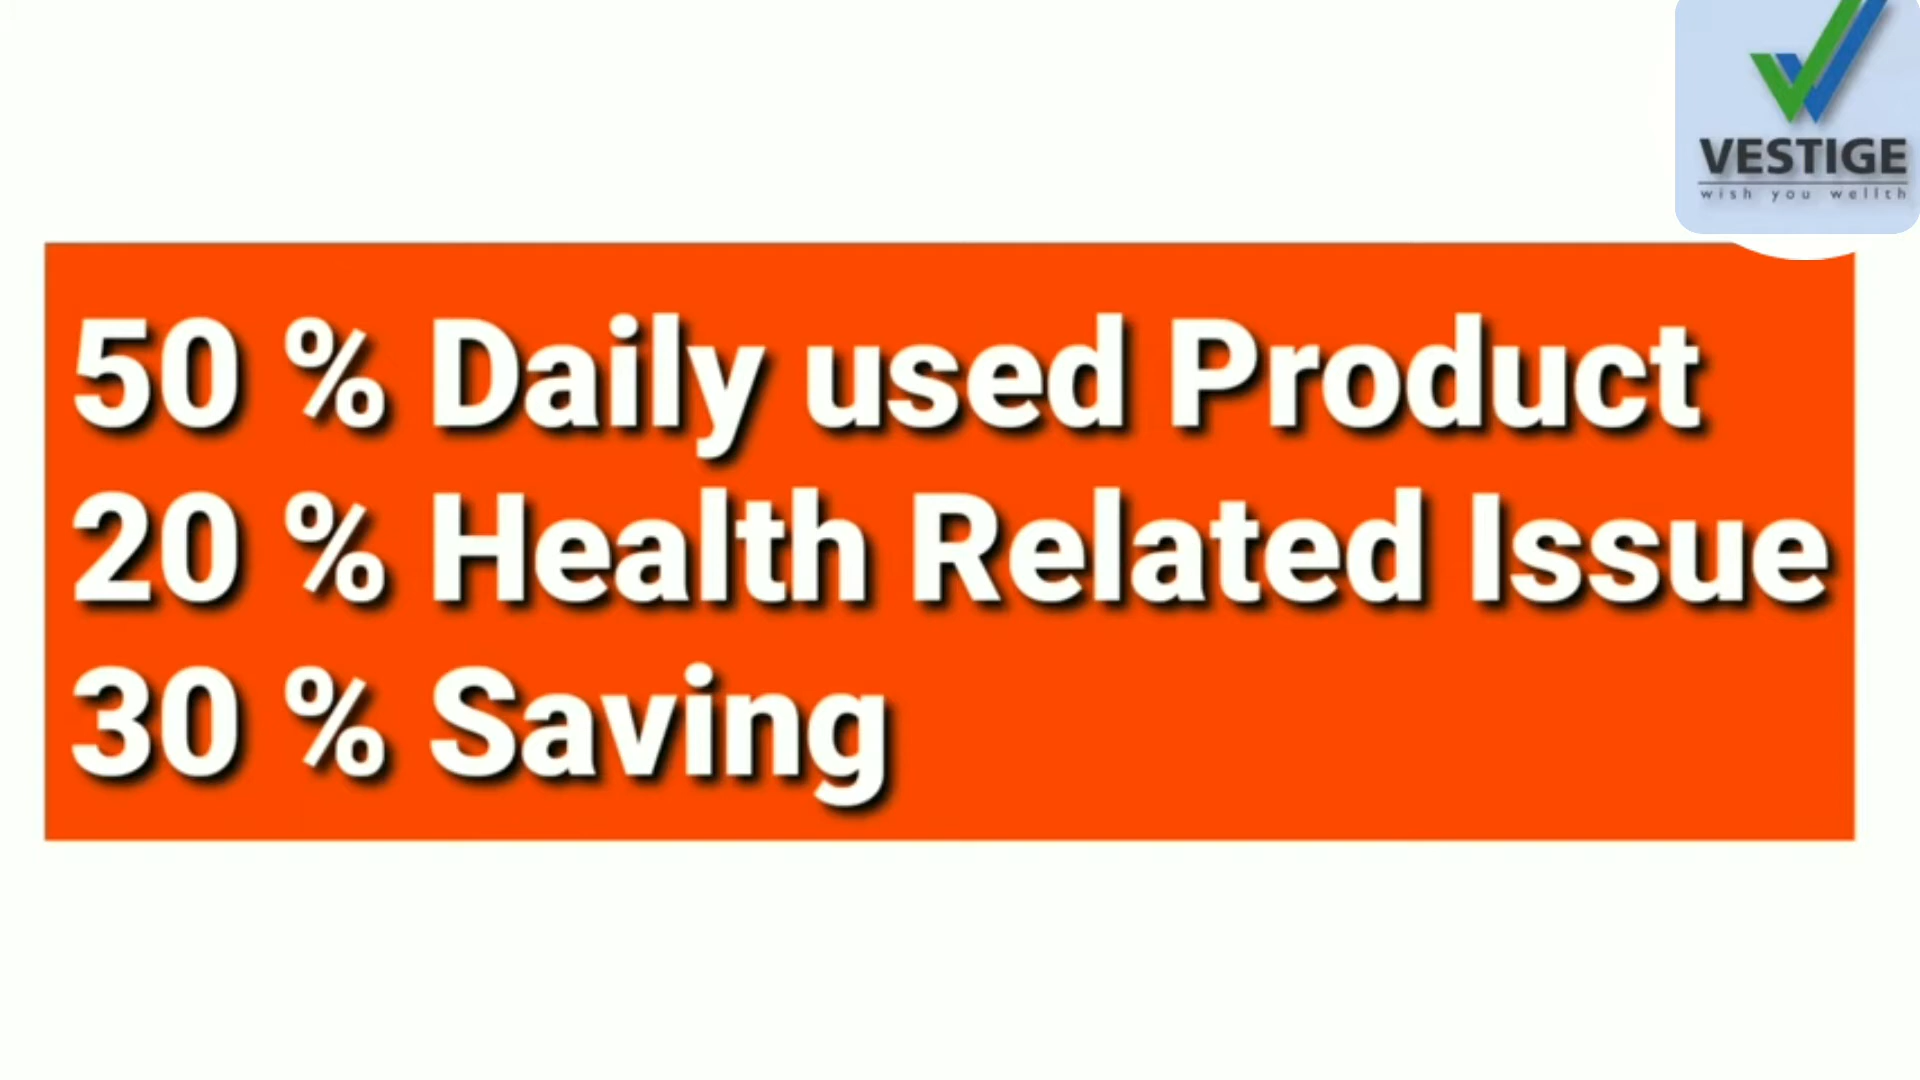 VESTIGE
wish you wellth
50 % Daily used Product
20 % Health Related Issue
30 % Saving